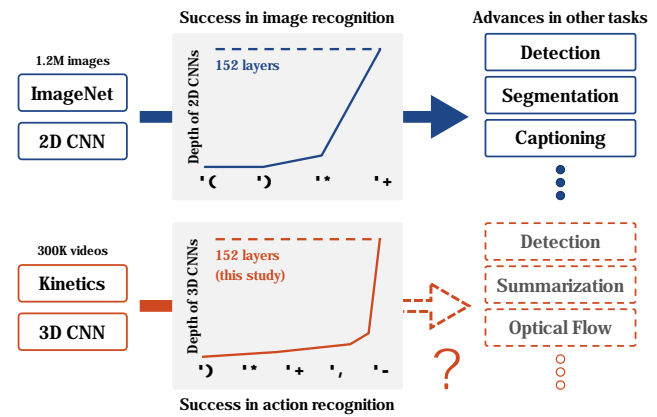 Success in image recognition
Advances in other tasks
1.2M images
ImageNet
2D CNN
Depth of 2D CNNs
152 layers
'( ') '* '+
Detection
Segmentation
Captioning
300K videos
Kinetics
3D CNN
Depth of 3D CNNs
152 layers
(this study)
') '* '+ ', '-
?
Detection
Summarization
Optical Flow
Success in action recognition